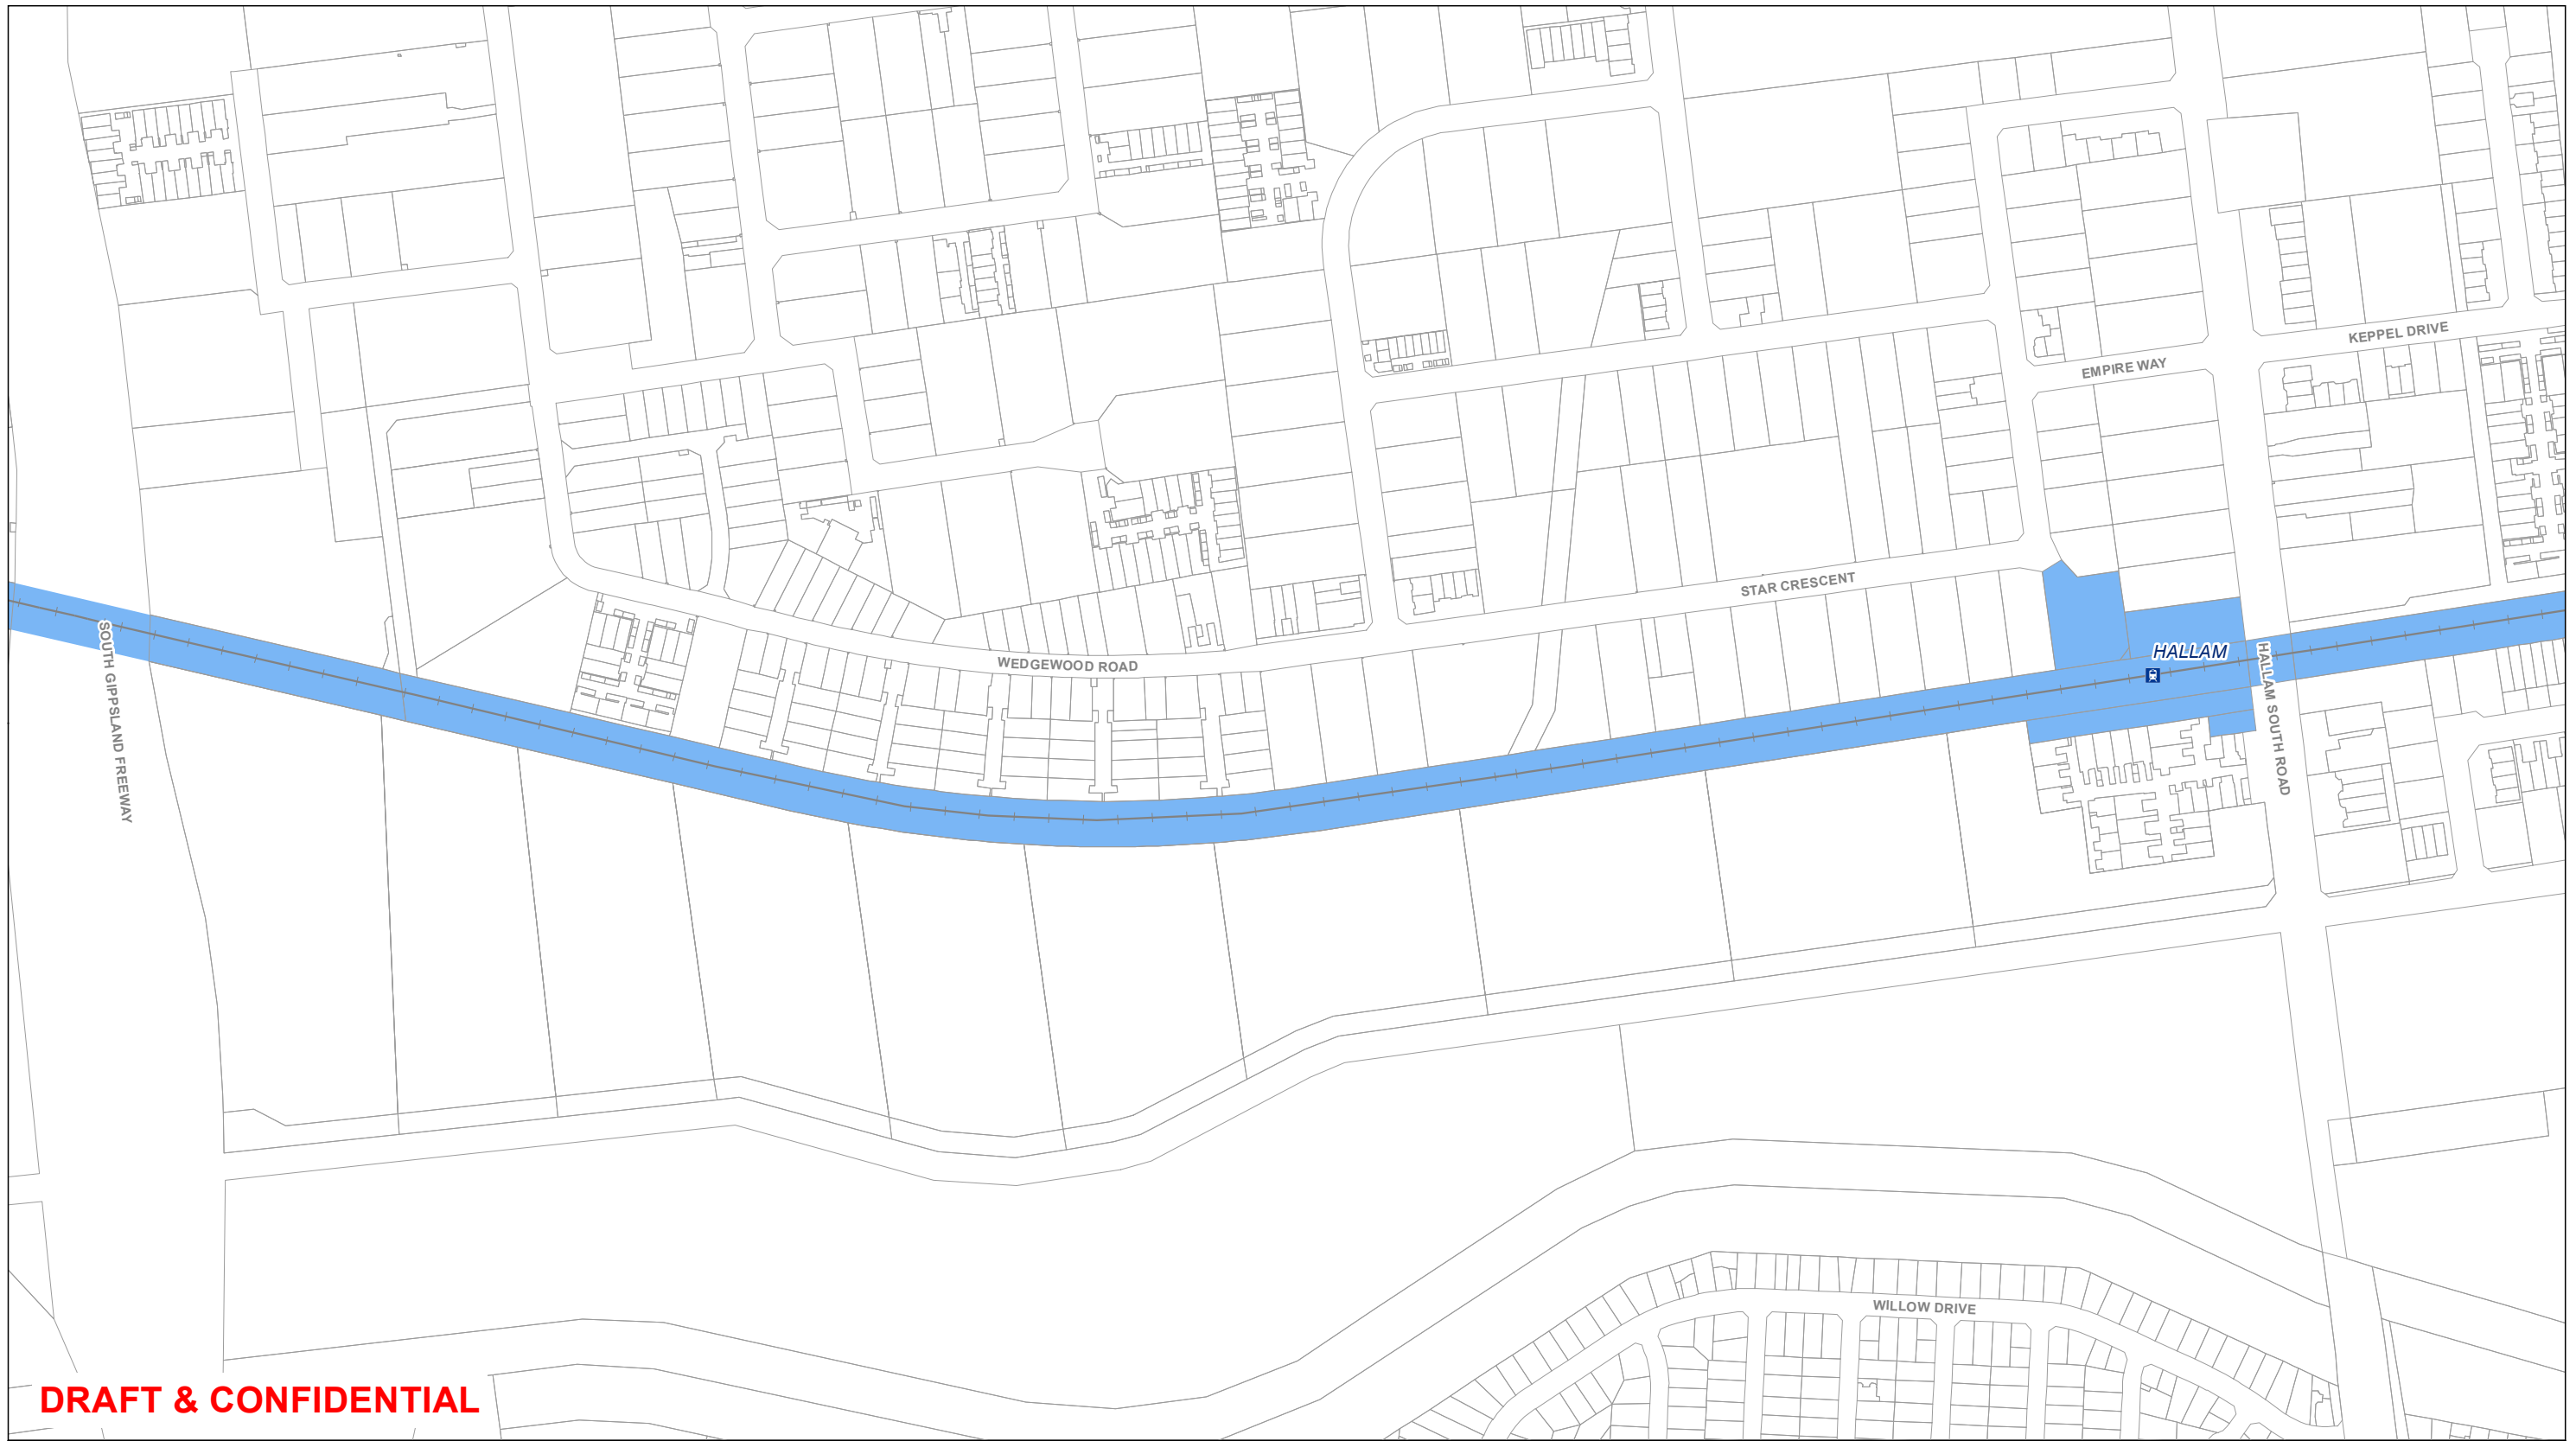 KEPPEL DRIVE
EMPIRE WAY
STAR CRESCENT
HALLAM
WEDGEWOOD ROAD
SOUTH GIPPSLAND FREEWAY
HALLAM SOUTH ROAD
WILLOW DRIVE
DRAFT & CONFIDENTIAL